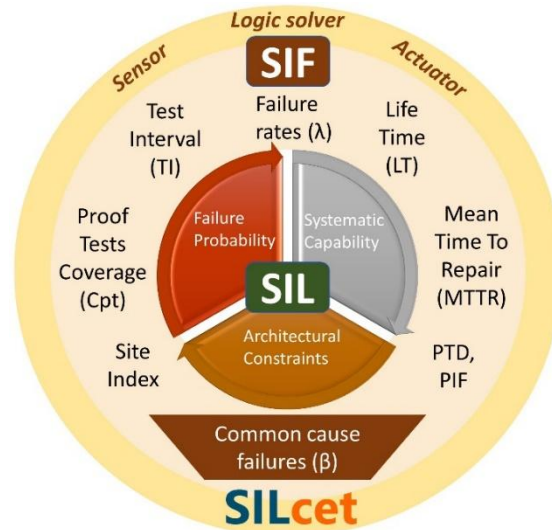 Logic solver
Sensor
Actuator
SIF
Test
Interval
(TI)
Failure
rates (λ)
Life
Time
(LT)
Proof
Tests
Coverage
(Cpt)
Failure
Probability
Systematic
Capability
Mean
Time To
Repair
(MTTR)
SIL
Architectural
Constraints
Site
Index
PTD,
PIF
Common cause
failures (β)
SILcet